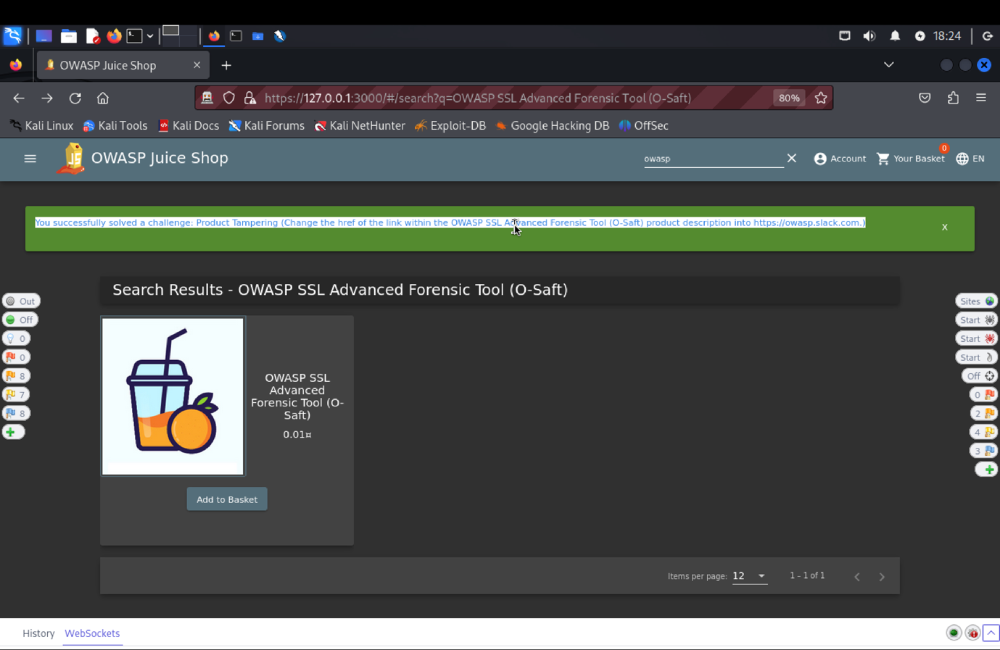 18:24
OWASP Juice Shop
https://127.0.0.1:3000/#/search?q=OWASP SSL Advanced Forensic Tool (O-Saft)
80%
Kali Linux
Kali Tools
Kali Docs
Kali Forums
Kali NetHunter
Exploit-DB
Google Hacking DB
OffSec
JS
OWASP Juice Shop
owasp
Account
Your Basket
0
EN
You successfully solved a challenge: Product Tampering (Change the href of the link within the OWASP SSL Advanced Forensic Tool (O-Saft) product description into https://owasp.slack.com.)
X
Search Results - OWASP SSL Advanced Forensic Tool (O-Saft)
Out
Off
0
0
8
7
8
Sites
Start
Start
Start
Off
0
2
4
3
OWASP SSL
Advanced
Forensic Tool (O-
Saft)
0.01¤
Add to Basket
Items per page:
12
1 - 1 of 1
History
WebSockets